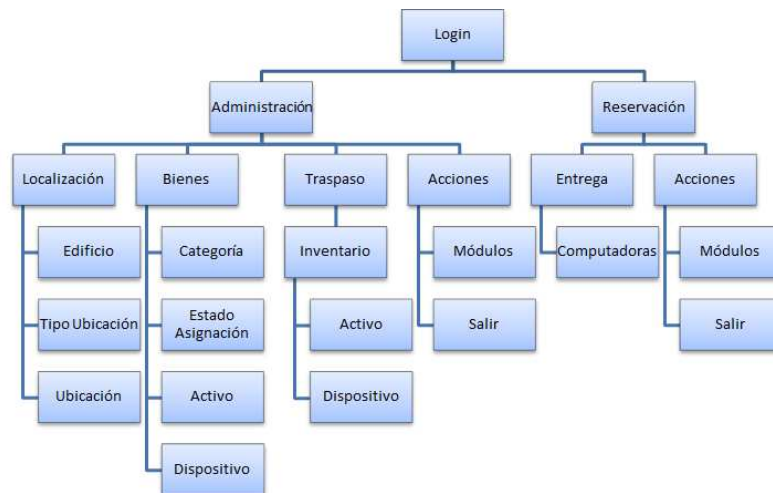 Login
Administración
Reservación
Localización
Bienes
Traspaso
Acciones
Entrega
Acciones
Edificio
Categoría
Inventario
Módulos
Computadoras
Módulos
Tipo Ubicación
Estado
Asignación
Activo
Salir
Salir
Ubicación
Activo
Dispositivo
Dispositivo